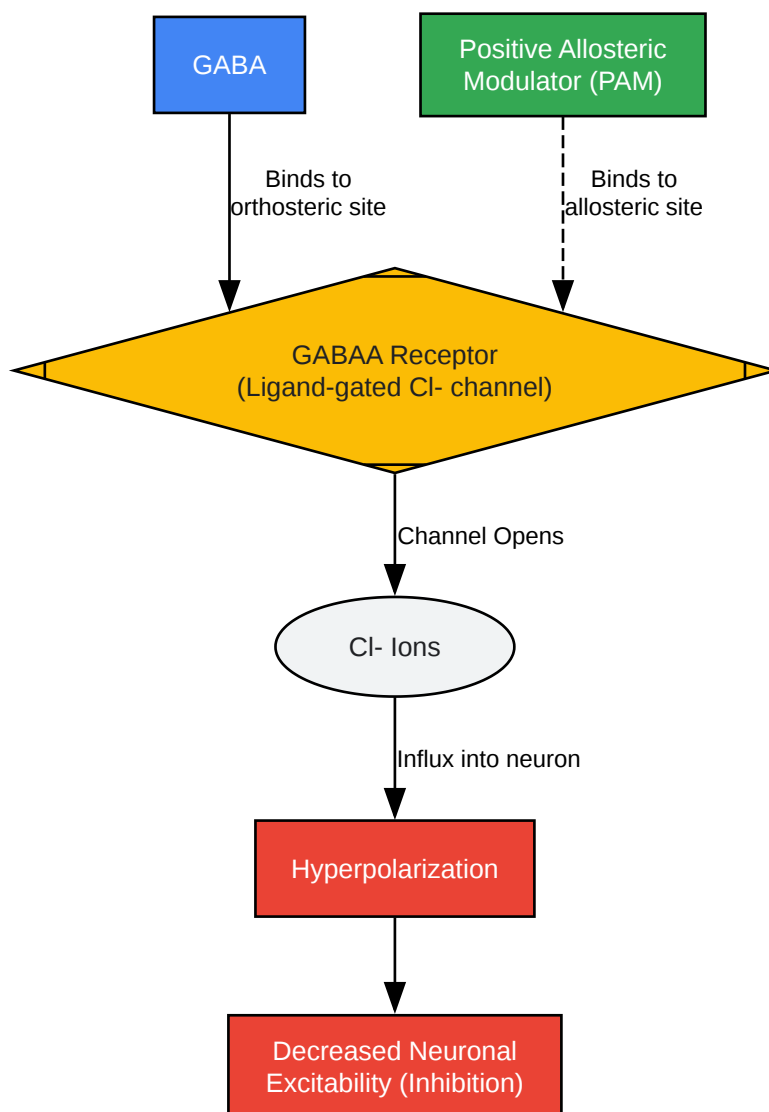 GABA
Positive Allosteric
Modulator (PAM)
Binds to
orthosteric site
Binds to
allosteric site
GABAA Receptor
(Ligand-gated Cl- channel)
Channel Opens
Cl- Ions
Influx into neuron
Hyperpolarization
Decreased Neuronal
Excitability (Inhibition)